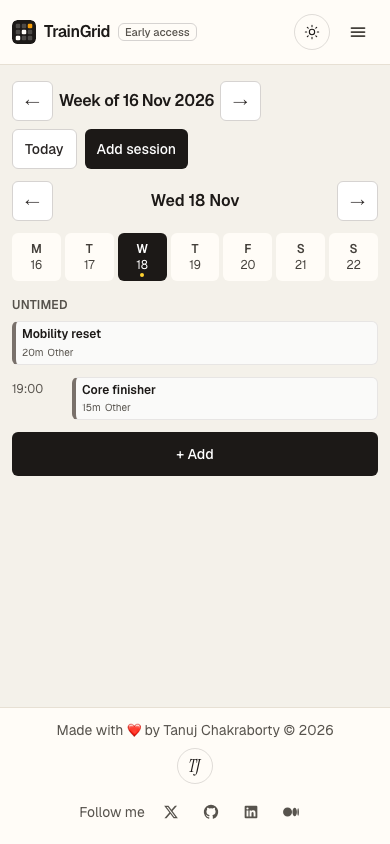 TrainGrid Early access
← Week of 16 Nov 2026 →
Today Add session
← Wed 18 Nov →
M T W T F S S
16 17 18 19 20 21 22
UNTIMED
Mobility reset
20m Other
19:00 Core finisher
15m Other
+ Add
Made with ❤️ by Tanuj Chakraborty © 2026
TJ
Follow me